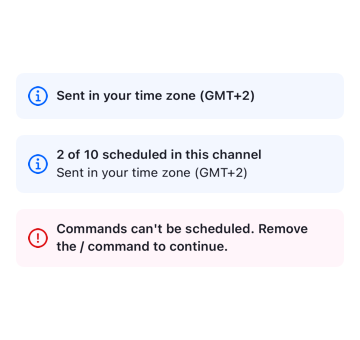 Sent in your time zone (GMT+2)
2 of 10 scheduled in this channel
Sent in your time zone (GMT+2)
Commands can't be scheduled. Remove
the / command to continue.